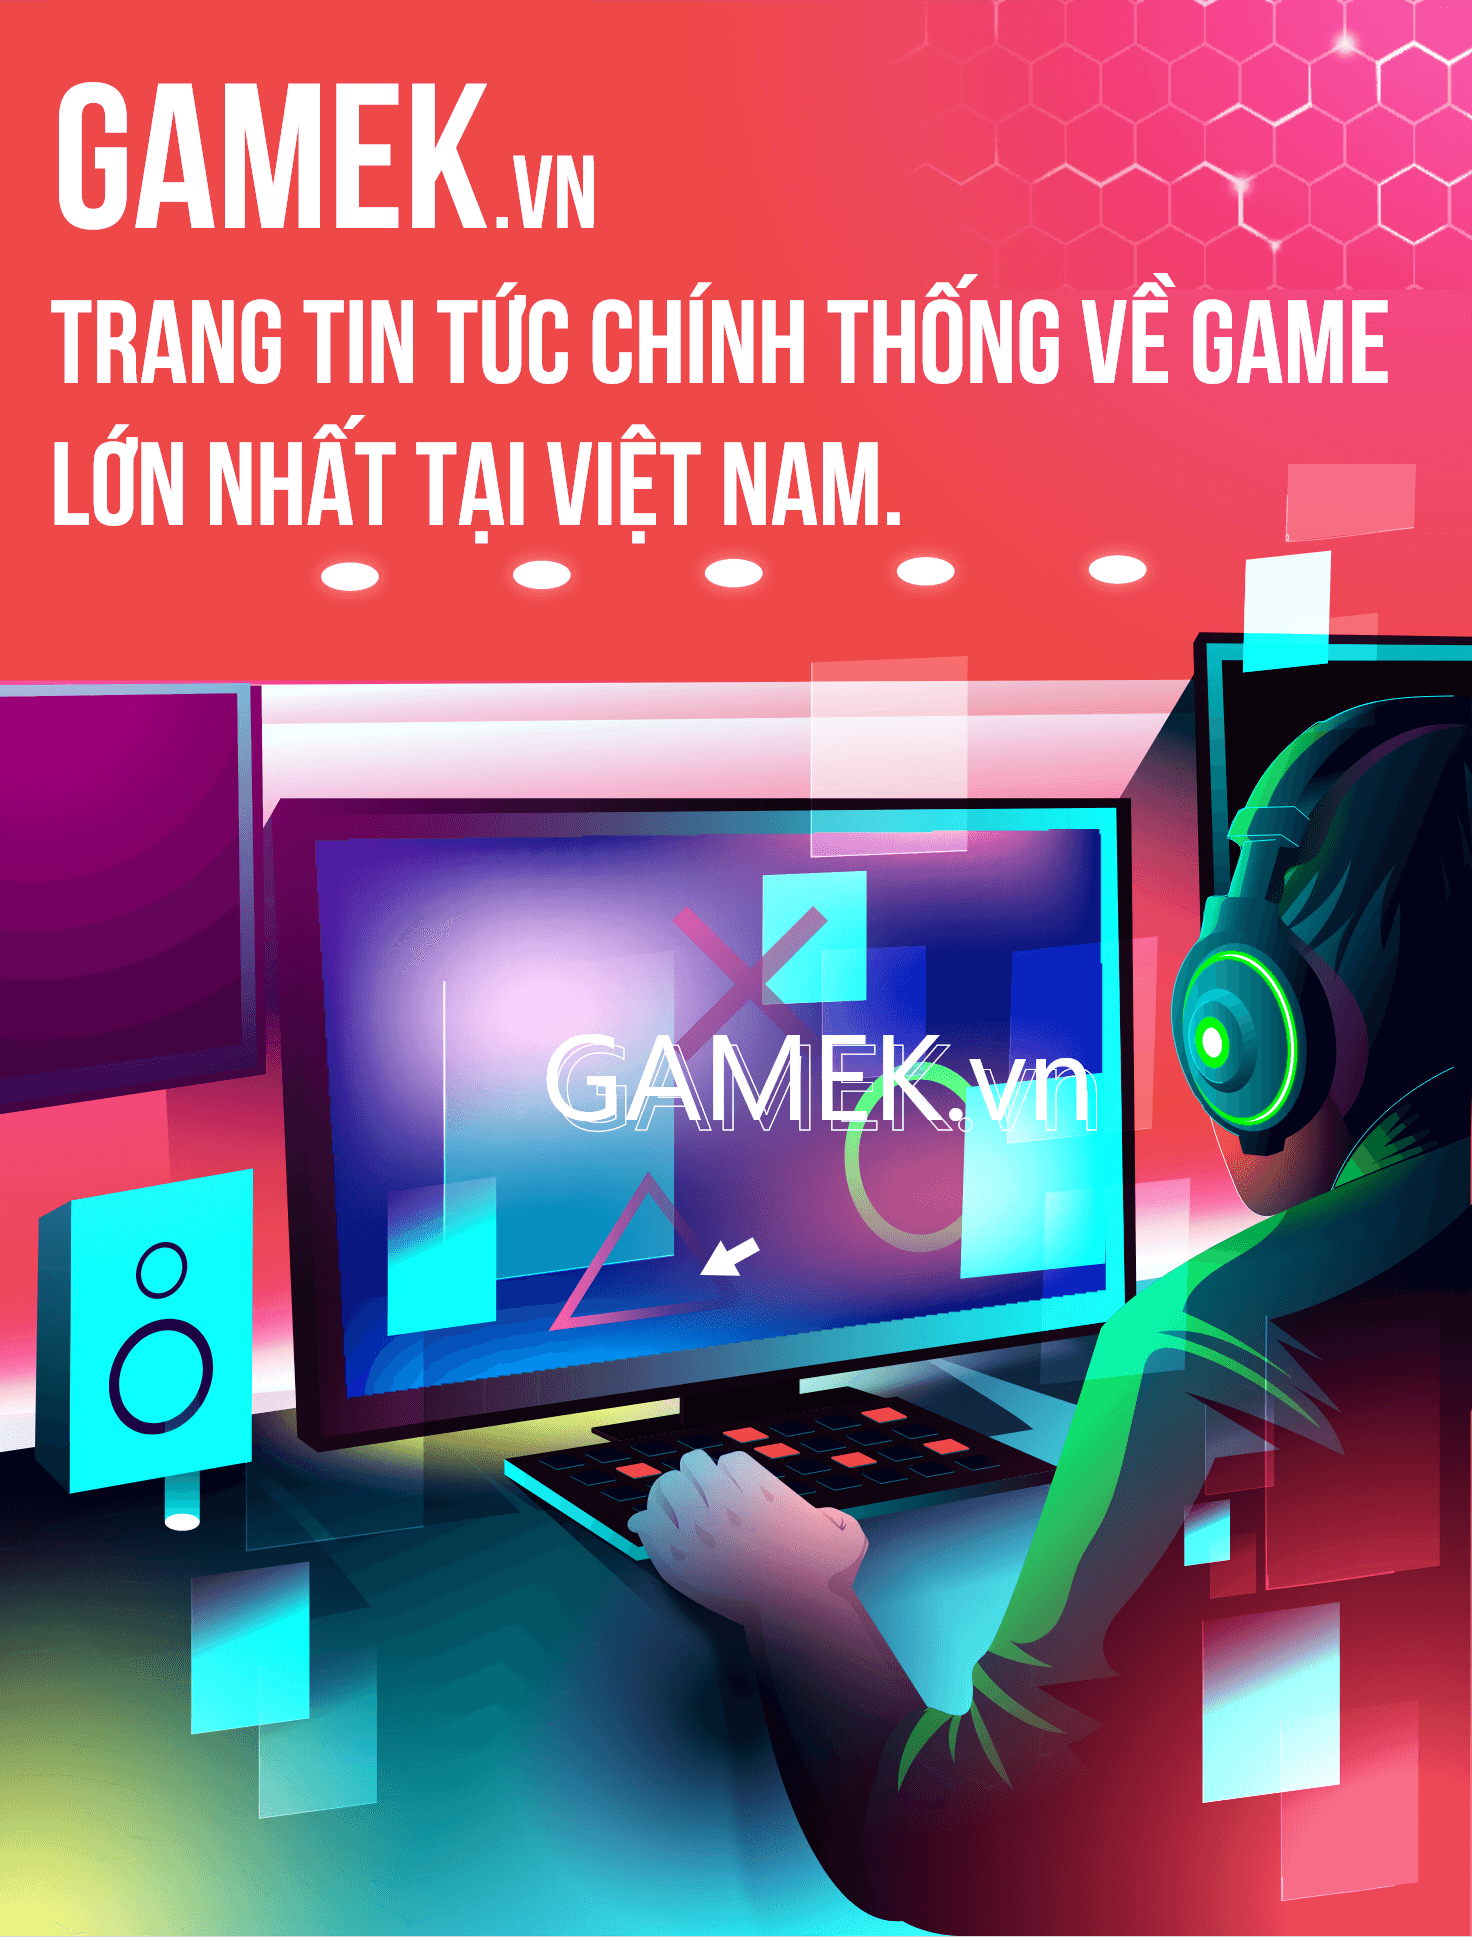 GAMEK.VN
TRANG TIN TỨC CHÍNH THỐNG VỀ GAME
LỚN NHẤT TẠI VIỆT NAM.
GAMEK.vn